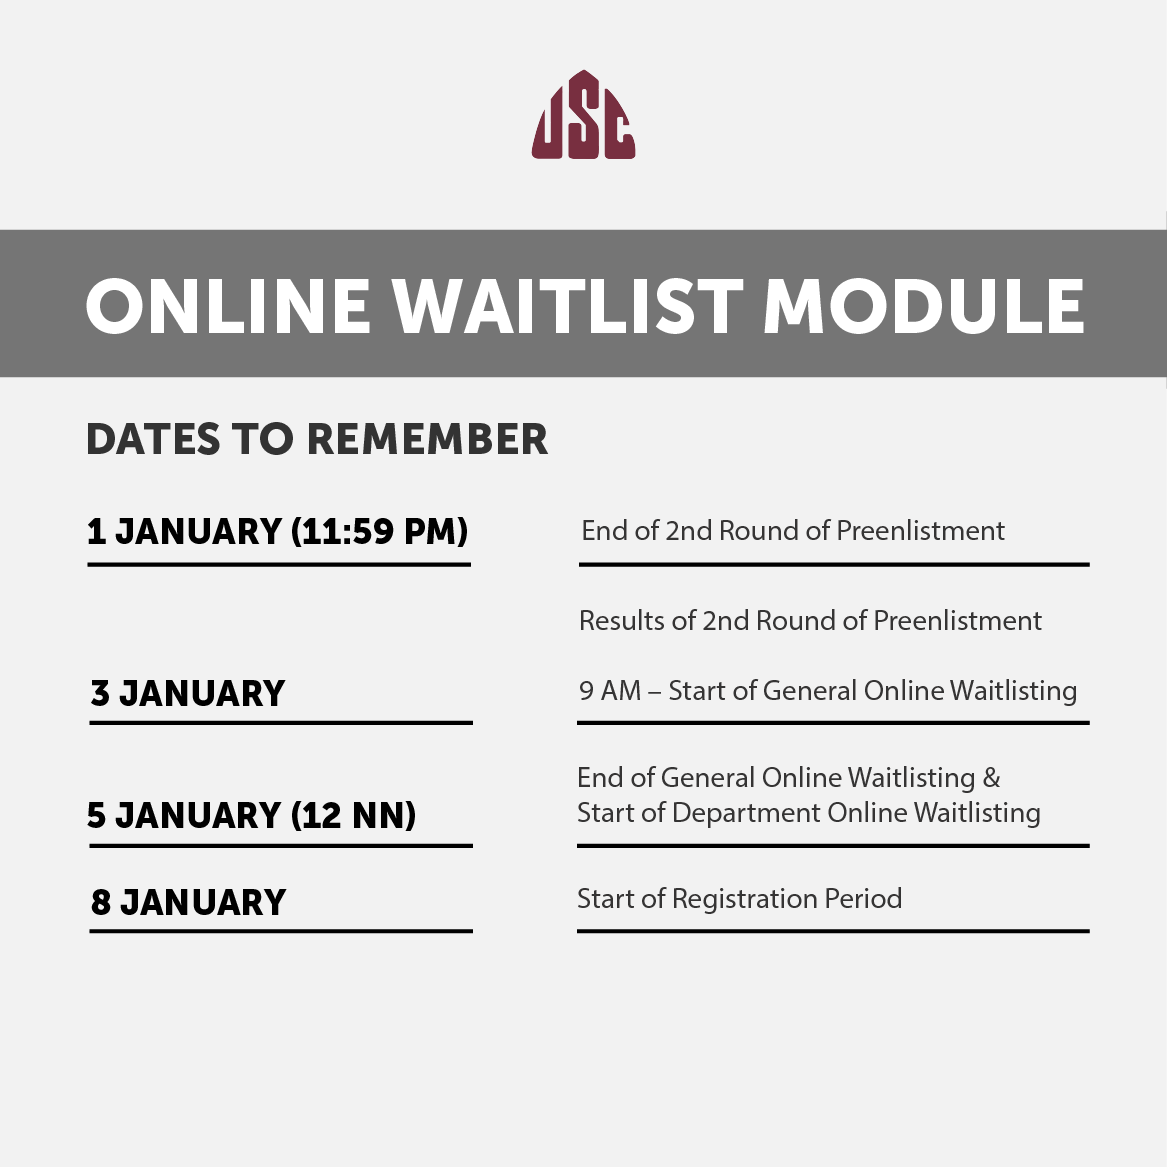 USC
ONLINE WAITLIST MODULE
DATES TO REMEMBER
1 JANUARY (11:59 PM)
End of 2nd Round of Preenlistment
Results of 2nd Round of Preenlistment
3 JANUARY
9 AM – Start of General Online Waitlisting
5 JANUARY (12 NN)
End of General Online Waitlisting &
Start of Department Online Waitlisting
8 JANUARY
Start of Registration Period